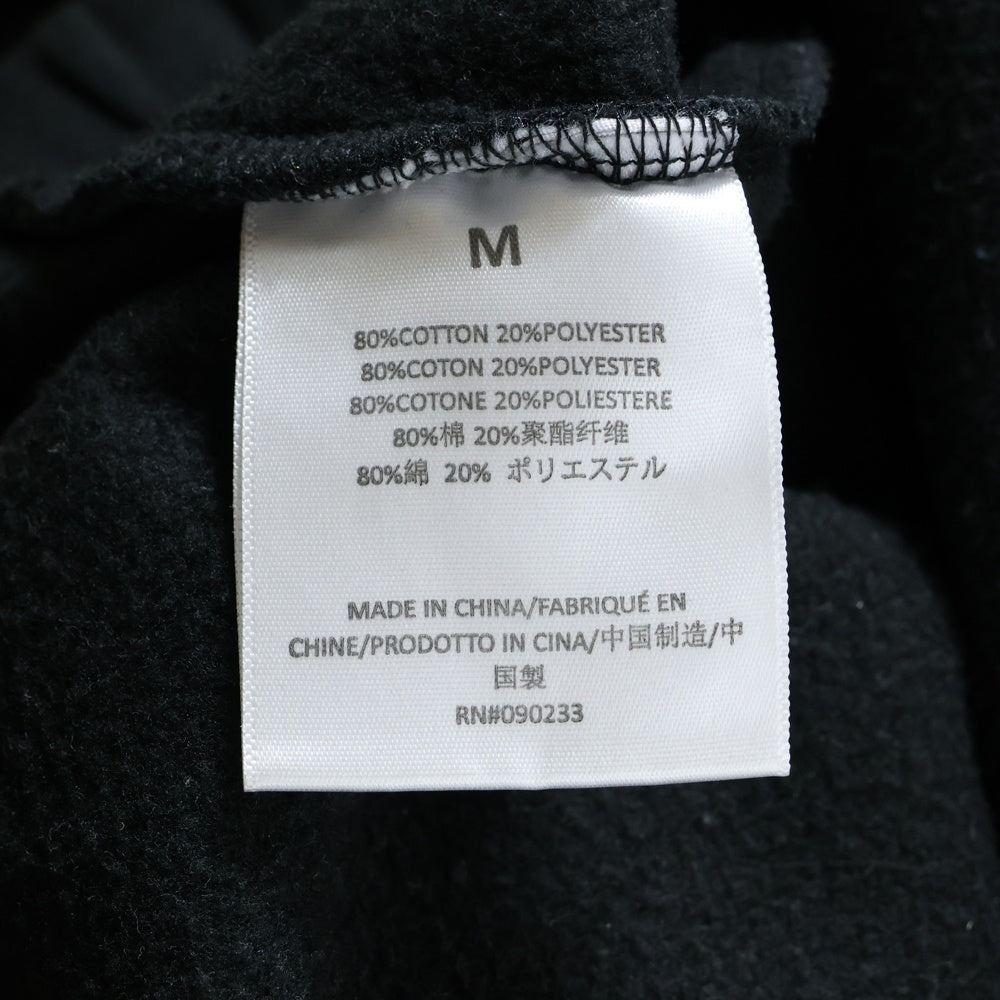 M
80%COTTON 20%POLYESTER
80%COTON 20%POLYESTER
80%COTONE 20%POLIESTERE
80%棉 20%聚酯纤维
80%綿 20% ポリエステル
MADE IN CHINA/FABRIQUÉ EN
CHINE/PRODOTTO IN CINA/中国制造/中
国製
RN#090233